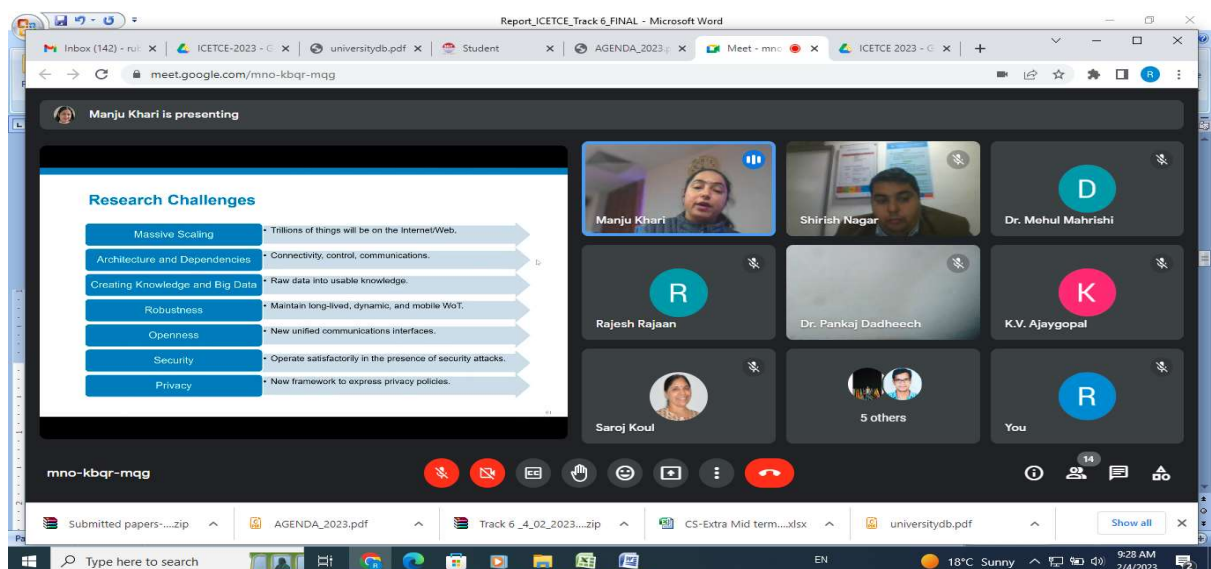 Report_ICETCE_Track 6_FINAL - Microsoft Word
Inbox (142) - rui
ICETCE-2023 - G
universitydb.pdf
Student
AGENDA_2023.p
Meet - mno
ICETCE 2023 - G
meet.google.com/mno-kbqr-mqg
R
Manju Khari is presenting
Research Challenges
Massive Scaling
• Trillions of things will be on the Internet/Web.
Architecture and Dependencies
• Connectivity, control, communications.
Creating Knowledge and Big Data
• Raw data into usable knowledge.
Robustness
• Maintain long-lived, dynamic, and mobile WoT.
Openness
• New unified communications interfaces.
Security
• Operate satisfactorily in the presence of security attacks.
Privacy
• New framework to express privacy policies.
Manju Khari
Shirish Nagar
D
Dr. Mehul Mahrishi
R
Rajesh Rajaan
Dr. Pankaj Dadheech
K
K.V. Ajaygopal
Saroj Koul
5 others
R
You
mno-kbqr-mqg
14
Submitted papers-....zip
AGENDA_2023.pdf
Track 6 _4_02_2023....zip
CS-Extra Mid term....xlsx
universitydb.pdf
Show all
Type here to search
EN
18°C Sunny
9:28 AM
2/4/2023
2